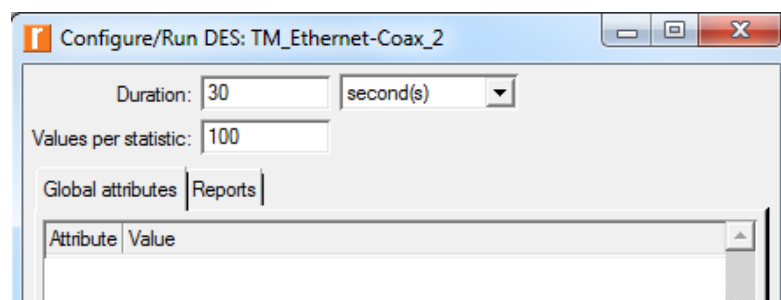 Configure/Run DES: TM_Ethernet-Coax_2
Duration: 30 second(s)
Values per statistic: 100
Global attributes Reports
Attribute Value